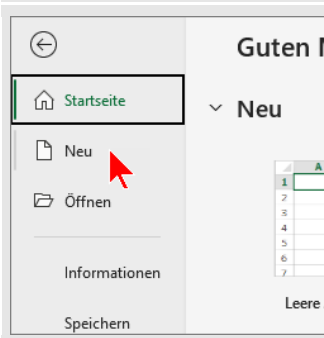 Guten
Startseite
Neu
Neu
A
1
2
3
4
5
6
7
Öffnen
Informationen
Leere
Speichern